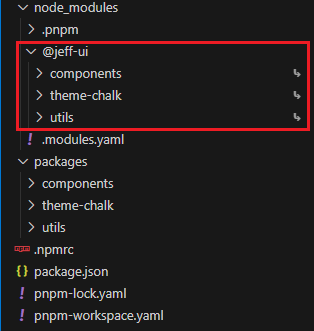 node_modules
.pnpm
@jeff-ui
components
theme-chalk
utils
.modules.yaml
packages
components
theme-chalk
utils
.npmrc
package.json
pnpm-lock.yaml
pnpm-workspace.yaml